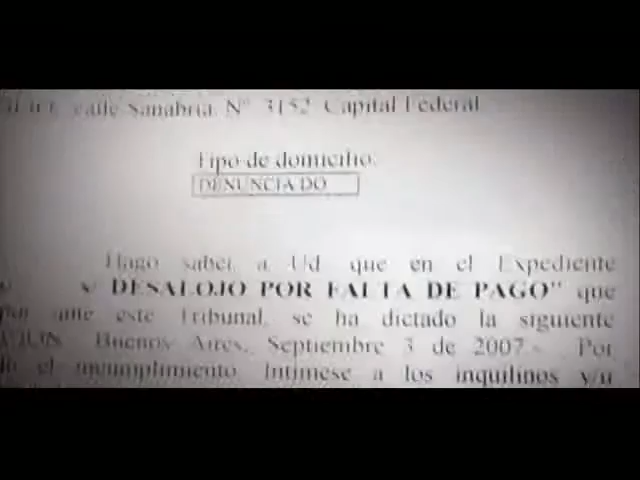 calle Sanabria. Nº 3152 Capital Federal
Tipo de domicilio:
DENUNCIADO
Hago saber a Ud que en el Expediente
s/ DESALOJO POR FALTA DE PAGO" que
por ante este Tribunal, se ha dictado la siguiente
Buenos Aires, Septiembre 3 de 2007.- Por
el incumplimiento. Intimese a los inquilinos y/u